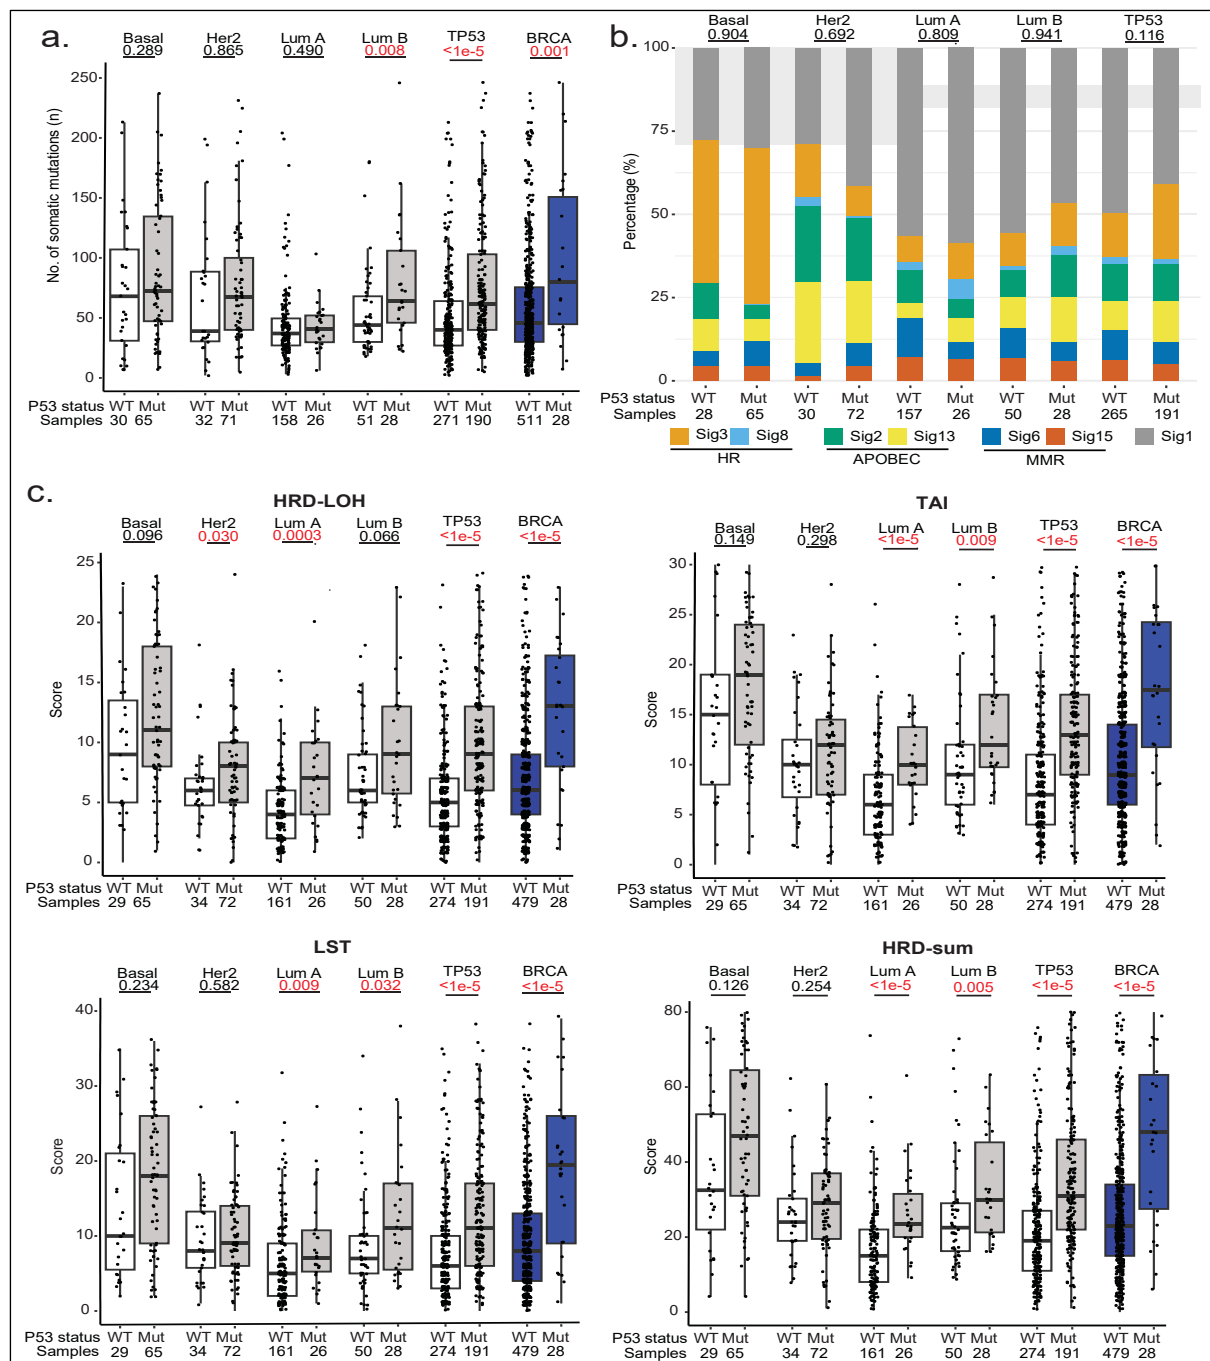 a.
Basal Her2 Lum A Lum B TP53 BRCA
0.289 0.865 0.490 0.008 <1e-5 0.001
No. of somatic mutations (n)
250
200
150
100
50
0
P53 status WT Mut WT Mut WT Mut WT Mut WT Mut WT Mut
Samples 30 65 32 71 158 26 51 28 271 190 511 28
b.
Basal Her2 Lum A Lum B TP53
0.904 0.692 0.809 0.941 0.116
Percentage (%)
100
75
50
25
0
P53 status WT Mut WT Mut WT Mut WT Mut WT Mut
Samples 28 65 30 72 157 26 50 28 265 191
Sig3 Sig8 Sig2 Sig13 Sig6 Sig15 Sig1
HR APOBEC MMR
c.
HRD-LOH
Basal Her2 Lum A Lum B TP53 BRCA
0.096 0.030 0.0003 0.066 <1e-5 <1e-5
Score
25
20
15
10
5
0
P53 status WT Mut WT Mut WT Mut WT Mut WT Mut WT Mut
Samples 29 65 34 72 161 26 50 28 274 191 479 28
TAI
Basal Her2 Lum A Lum B TP53 BRCA
0.149 0.298 <1e-5 0.009 <1e-5 <1e-5
Score
30
20
15
10
5
0
P53 status WT Mut WT Mut WT Mut WT Mut WT Mut WT Mut
Samples 29 65 34 72 161 26 50 28 274 191 479 28
LST
Basal Her2 Lum A Lum B TP53 BRCA
0.234 0.582 0.009 0.032 <1e-5 <1e-5
Score
40
30
20
10
0
P53 status WT Mut WT Mut WT Mut WT Mut WT Mut WT Mut
Samples 29 65 34 72 161 26 50 28 274 191 479 28
HRD-sum
Basal Her2 Lum A Lum B TP53 BRCA
0.126 0.254 <1e-5 0.005 <1e-5 <1e-5
Score
80
60
40
20
0
P53 status WT Mut WT Mut WT Mut WT Mut WT Mut WT Mut
Samples 29 65 34 72 161 26 50 28 274 191 479 28